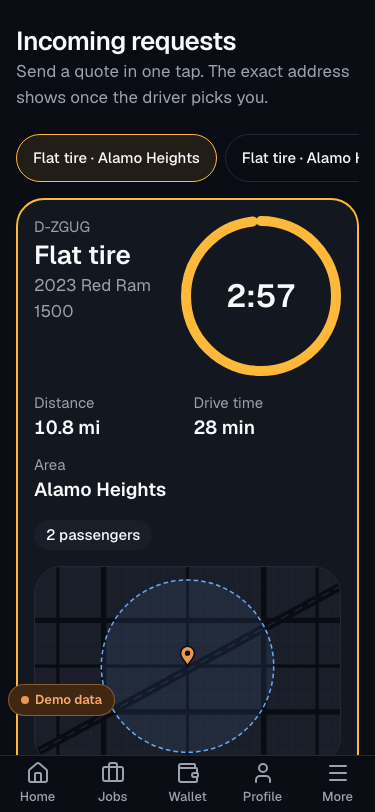 Incoming requests
Send a quote in one tap. The exact address
shows once the driver picks you.
Flat tire · Alamo Heights
Flat tire · Alamo H
D-ZGUG
Flat tire
2023 Red Ram
1500
2:57
Distance
10.8 mi
Drive time
28 min
Area
Alamo Heights
2 passengers
Demo data
Home
Jobs
Wallet
Profile
More